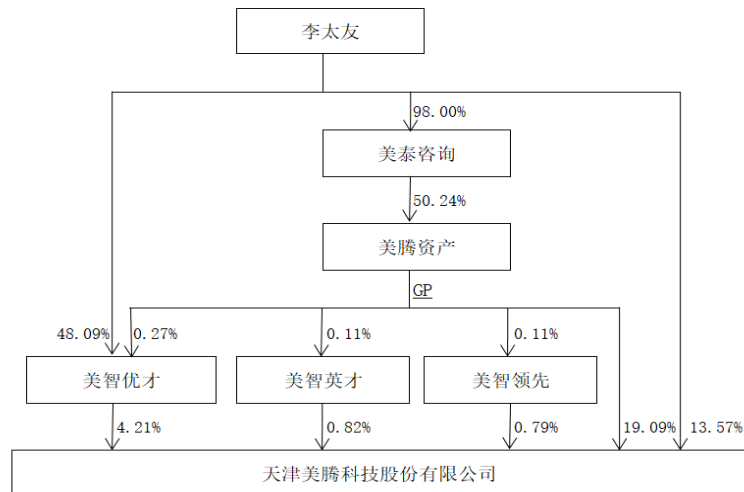 李太友
98.00%
美泰咨询
50.24%
美腾资产
GP
48.09% 0.27% 0.11% 0.11%
美智优才 美智英才 美智领先
4.21% 0.82% 0.79% 19.09% 13.57%
天津美腾科技股份有限公司